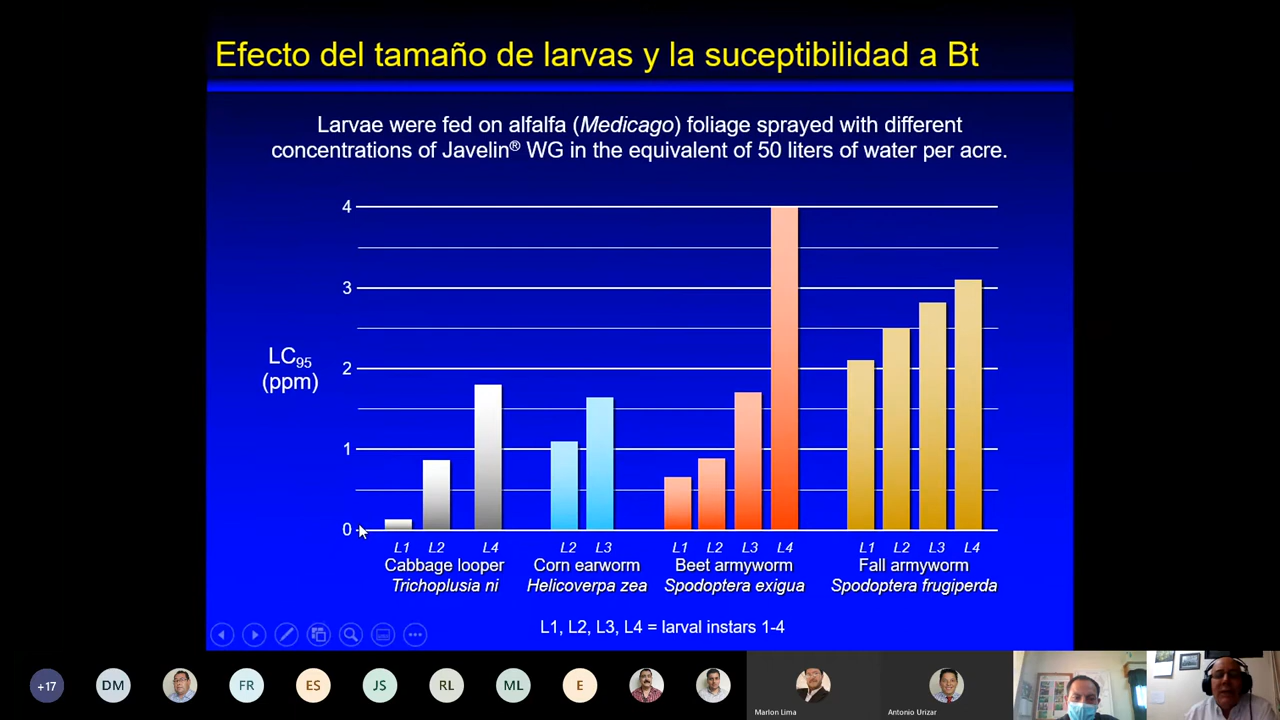 Efecto del tamaño de larvas y la suceptibilidad a Bt
Larvae were fed on alfalfa (Medicago) foliage sprayed with different
concentrations of Javelin® WG in the equivalent of 50 liters of water per acre.
4
3
2
1
0
LC95
(ppm)
L1 L2 L4
Cabbage looper
Trichoplusia ni
L2 L3
Corn earworm
Helicoverpa zea
L1 L2 L3 L4
Beet armyworm
Spodoptera exigua
L1 L2 L3 L4
Fall armyworm
Spodoptera frugiperda
L1, L2, L3, L4 = larval instars 1-4
+17 DM FR ES JS RL ML E
Marlon Lima
Antonio Urizar